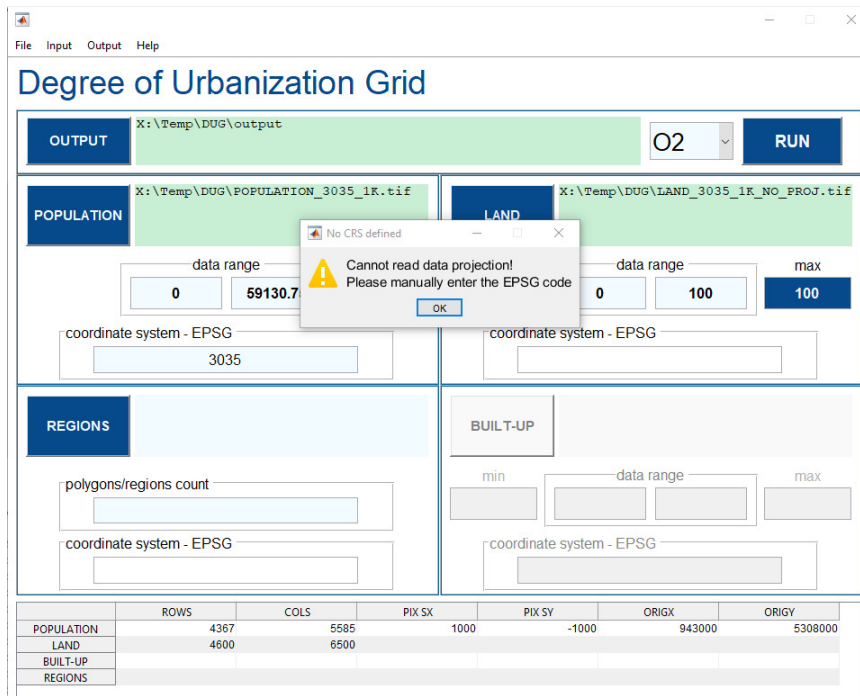 File Input Output Help
Degree of Urbanization Grid
OUTPUT
X:\Temp\DUG\output
O2
RUN
POPULATION
X:\Temp\DUG\POPULATION_3035_1K.tif
data range
0
59130.7
coordinate system - EPSG
3035
LAND
X:\Temp\DUG\LAND_3035_1K_NO_PROJ.tif
data range
0
100
max
100
coordinate system - EPSG
No CRS defined
Cannot read data projection!
Please manually enter the EPSG code
OK
REGIONS
polygons/regions count
coordinate system - EPSG
BUILT-UP
min
data range
max
coordinate system - EPSG
ROWS COLS PIX SX PIX SY ORIGX ORIGY
POPULATION 4367 5585 1000 -1000 943000 5308000
LAND 4600 6500
BUILT-UP
REGIONS